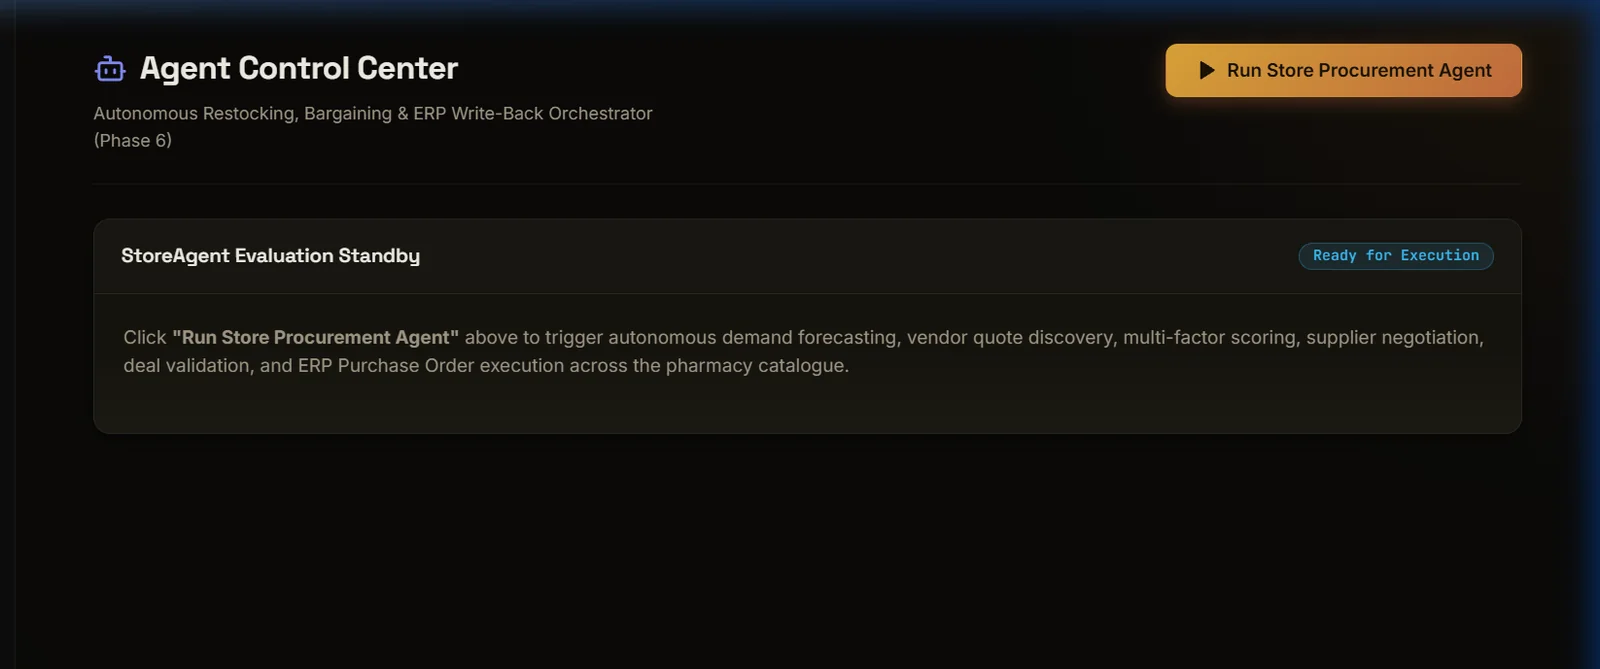 Agent Control Center
Run Store Procurement Agent
Autonomous Restocking, Bargaining & ERP Write-Back Orchestrator
(Phase 6)
StoreAgent Evaluation Standby
Ready for Execution
Click "Run Store Procurement Agent" above to trigger autonomous demand forecasting, vendor quote discovery, multi-factor scoring, supplier negotiation,
deal validation, and ERP Purchase Order execution across the pharmacy catalogue.